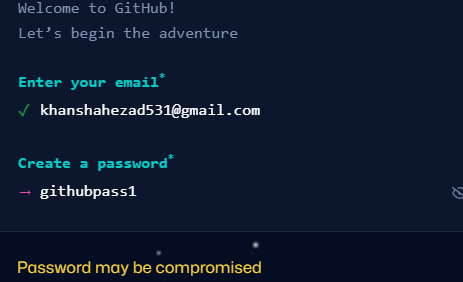 Welcome to GitHub!
Let’s begin the adventure
Enter your email*
✓ khanshahezad531@gmail.com
Create a password*
→ githubpass1
Password may be compromised